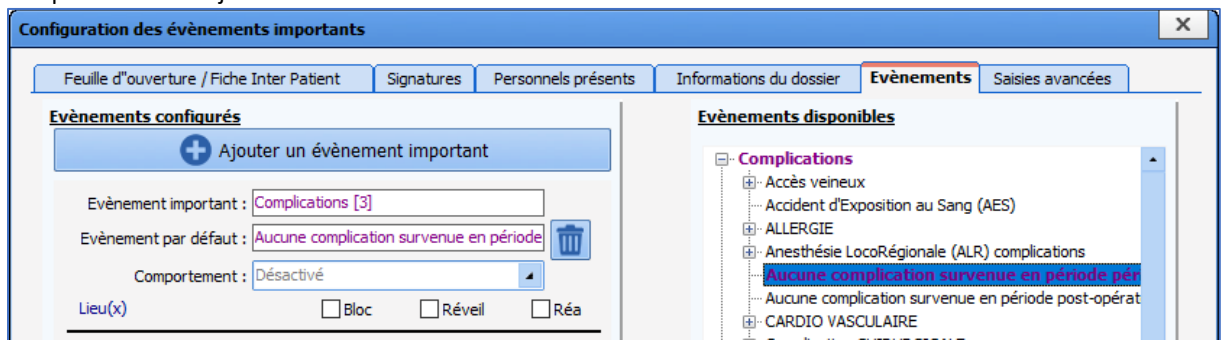 Configuration des évènements importants
Feuille d"ouverture / Fiche Inter Patient
Signatures
Personnels présents
Informations du dossier
Evènements
Saisies avancées
Evènements configurés
Ajouter un évènement important
Evènement important : Complications [3]
Evènement par défaut : Aucune complication survenue en période
Comportement : Désactivé
Lieu(x) Bloc Réveil Réa
Evènements disponibles
Complications
Accès veineux
Accident d'Exposition au Sang (AES)
ALLERGIE
Anesthésie LocoRégionale (ALR) complications
Aucune complication survenue en période pér
Aucune complication survenue en période post-opérat
CARDIO VASCULAIRE